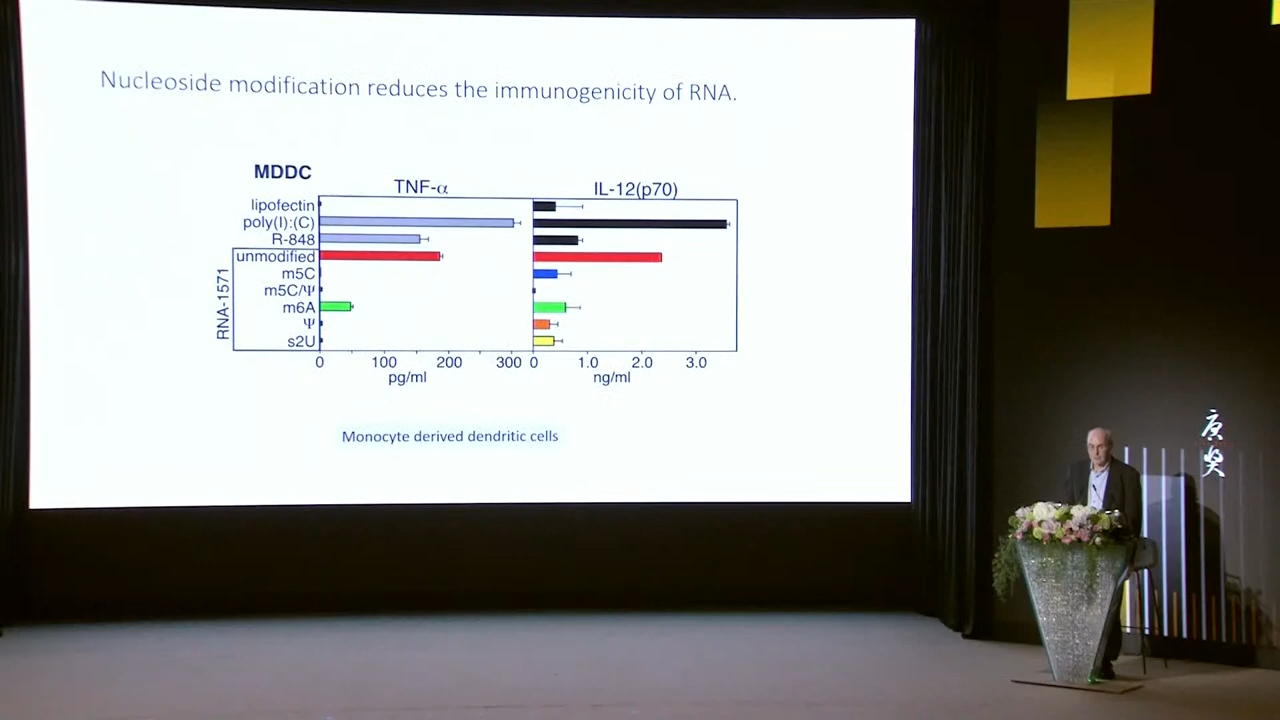 Nucleoside modification reduces the immunogenicity of RNA.
MDDC
TNF-α
IL-12(p70)
lipofectin
poly(I):(C)
R-848
RNA-1571
unmodified
m5C
m5C/Ψ
m6A
Ψ
s2U
0 100 200 300 0 1.0 2.0 3.0
pg/ml ng/ml
Monocyte derived dendritic cells
唐奖